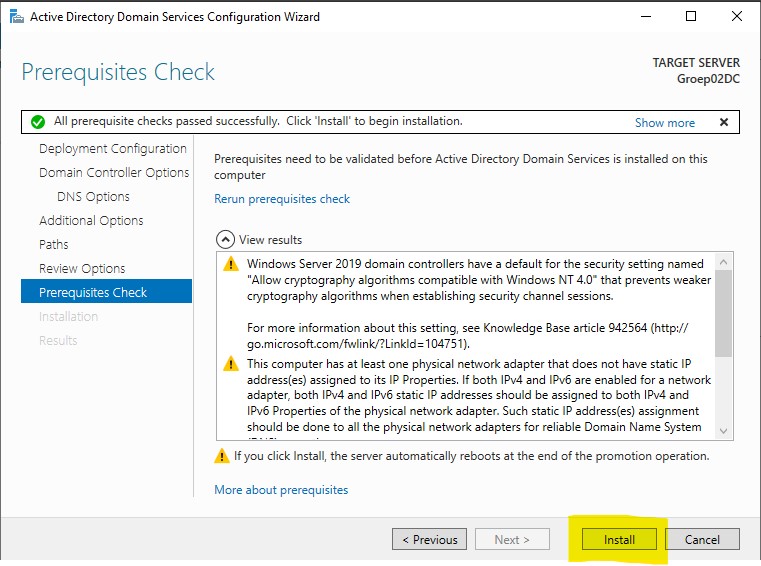 Active Directory Domain Services Configuration Wizard
Prerequisites Check
TARGET SERVER
Groep02DC
All prerequisite checks passed successfully.  Click 'Install' to begin installation.
Show more
Deployment Configuration
Domain Controller Options
DNS Options
Additional Options
Paths
Review Options
Prerequisites Check
Installation
Results
Prerequisites need to be validated before Active Directory Domain Services is installed on this
computer
Rerun prerequisites check
View results
Windows Server 2019 domain controllers have a default for the security setting named
"Allow cryptography algorithms compatible with Windows NT 4.0" that prevents weaker
cryptography algorithms when establishing security channel sessions.
For more information about this setting, see Knowledge Base article 942564 (http://
go.microsoft.com/fwlink/?LinkId=104751).
This computer has at least one physical network adapter that does not have static IP
address(es) assigned to its IP Properties. If both IPv4 and IPv6 are enabled for a network
adapter, both IPv4 and IPv6 static IP addresses should be assigned to both IPv4 and
IPv6 Properties of the physical network adapter. Such static IP address(es) assignment
should be done to all the physical network adapters for reliable Domain Name System
If you click Install, the server automatically reboots at the end of the promotion operation.
More about prerequisites
< Previous
Next >
Install
Cancel